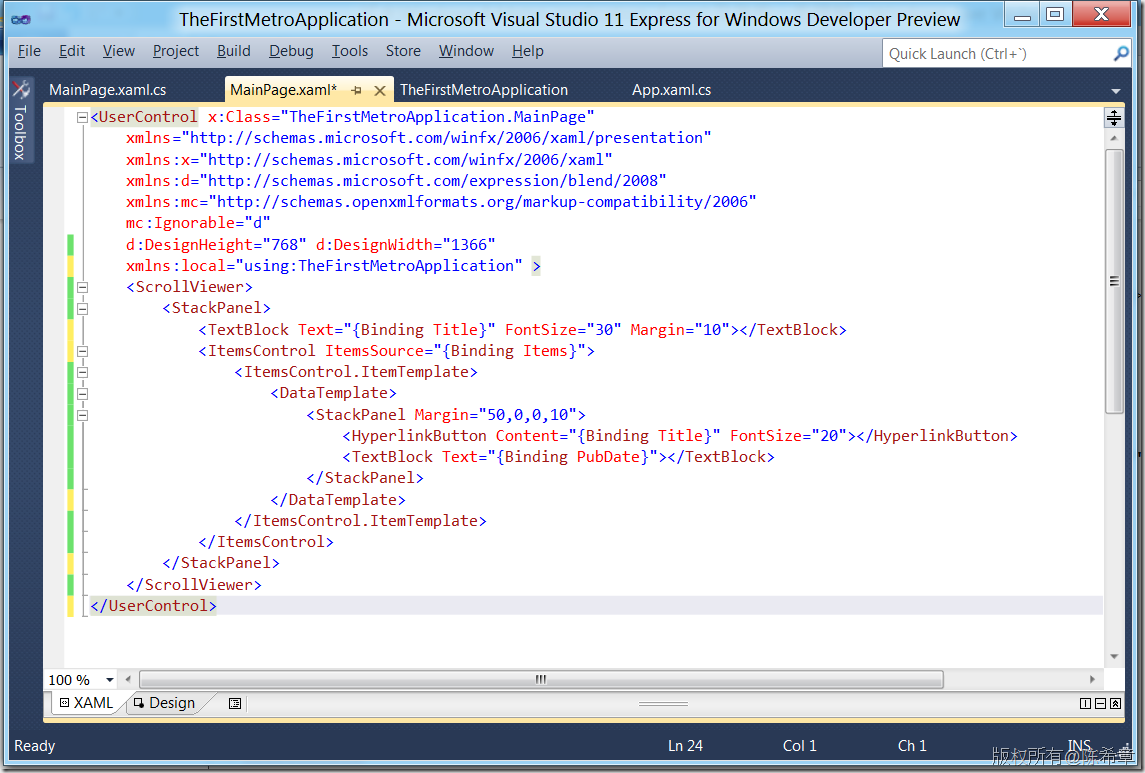 TheFirstMetroApplication - Microsoft Visual Studio 11 Express for Windows Developer Preview
File Edit View Project Build Debug Tools Store Window Help
Quick Launch (Ctrl+`)
Toolbox
MainPage.xaml.cs MainPage.xaml* TheFirstMetroApplication App.xaml.cs
<UserControl x:Class="TheFirstMetroApplication.MainPage"
xmlns="http://schemas.microsoft.com/winfx/2006/xaml/presentation"
xmlns:x="http://schemas.microsoft.com/winfx/2006/xaml"
xmlns:d="http://schemas.microsoft.com/expression/blend/2008"
xmlns:mc="http://schemas.openxmlformats.org/markup-compatibility/2006"
mc:Ignorable="d"
d:DesignHeight="768" d:DesignWidth="1366"
xmlns:local="using:TheFirstMetroApplication" >
<ScrollViewer>
<StackPanel>
<TextBlock Text="{Binding Title}" FontSize="30" Margin="10"></TextBlock>
<ItemsControl ItemsSource="{Binding Items}">
<ItemsControl.ItemTemplate>
<DataTemplate>
<StackPanel Margin="50,0,0,10">
<HyperlinkButton Content="{Binding Title}" FontSize="20"></HyperlinkButton>
<TextBlock Text="{Binding PubDate}"></TextBlock>
</StackPanel>
</DataTemplate>
</ItemsControl.ItemTemplate>
</ItemsControl>
</StackPanel>
</ScrollViewer>
</UserControl>
100 %
XAML Design
Ready Ln 24 Col 1 Ch 1 INS
版权所有@陈希章